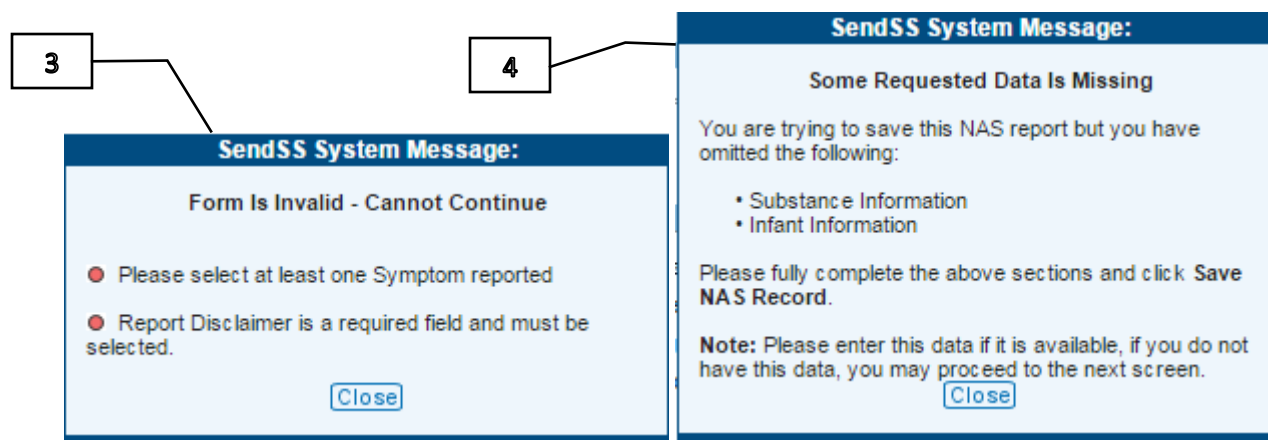 3
SendSS System Message:
Form Is Invalid - Cannot Continue
Please select at least one Symptom reported
Report Disclaimer is a required field and must be
selected.
Close
4
SendSS System Message:
Some Requested Data Is Missing
You are trying to save this NAS report but you have
omitted the following:
• Substance Information
• Infant Information
Please fully complete the above sections and click Save
NAS Record.
Note: Please enter this data if it is available, if you do not
have this data, you may proceed to the next screen.
Close